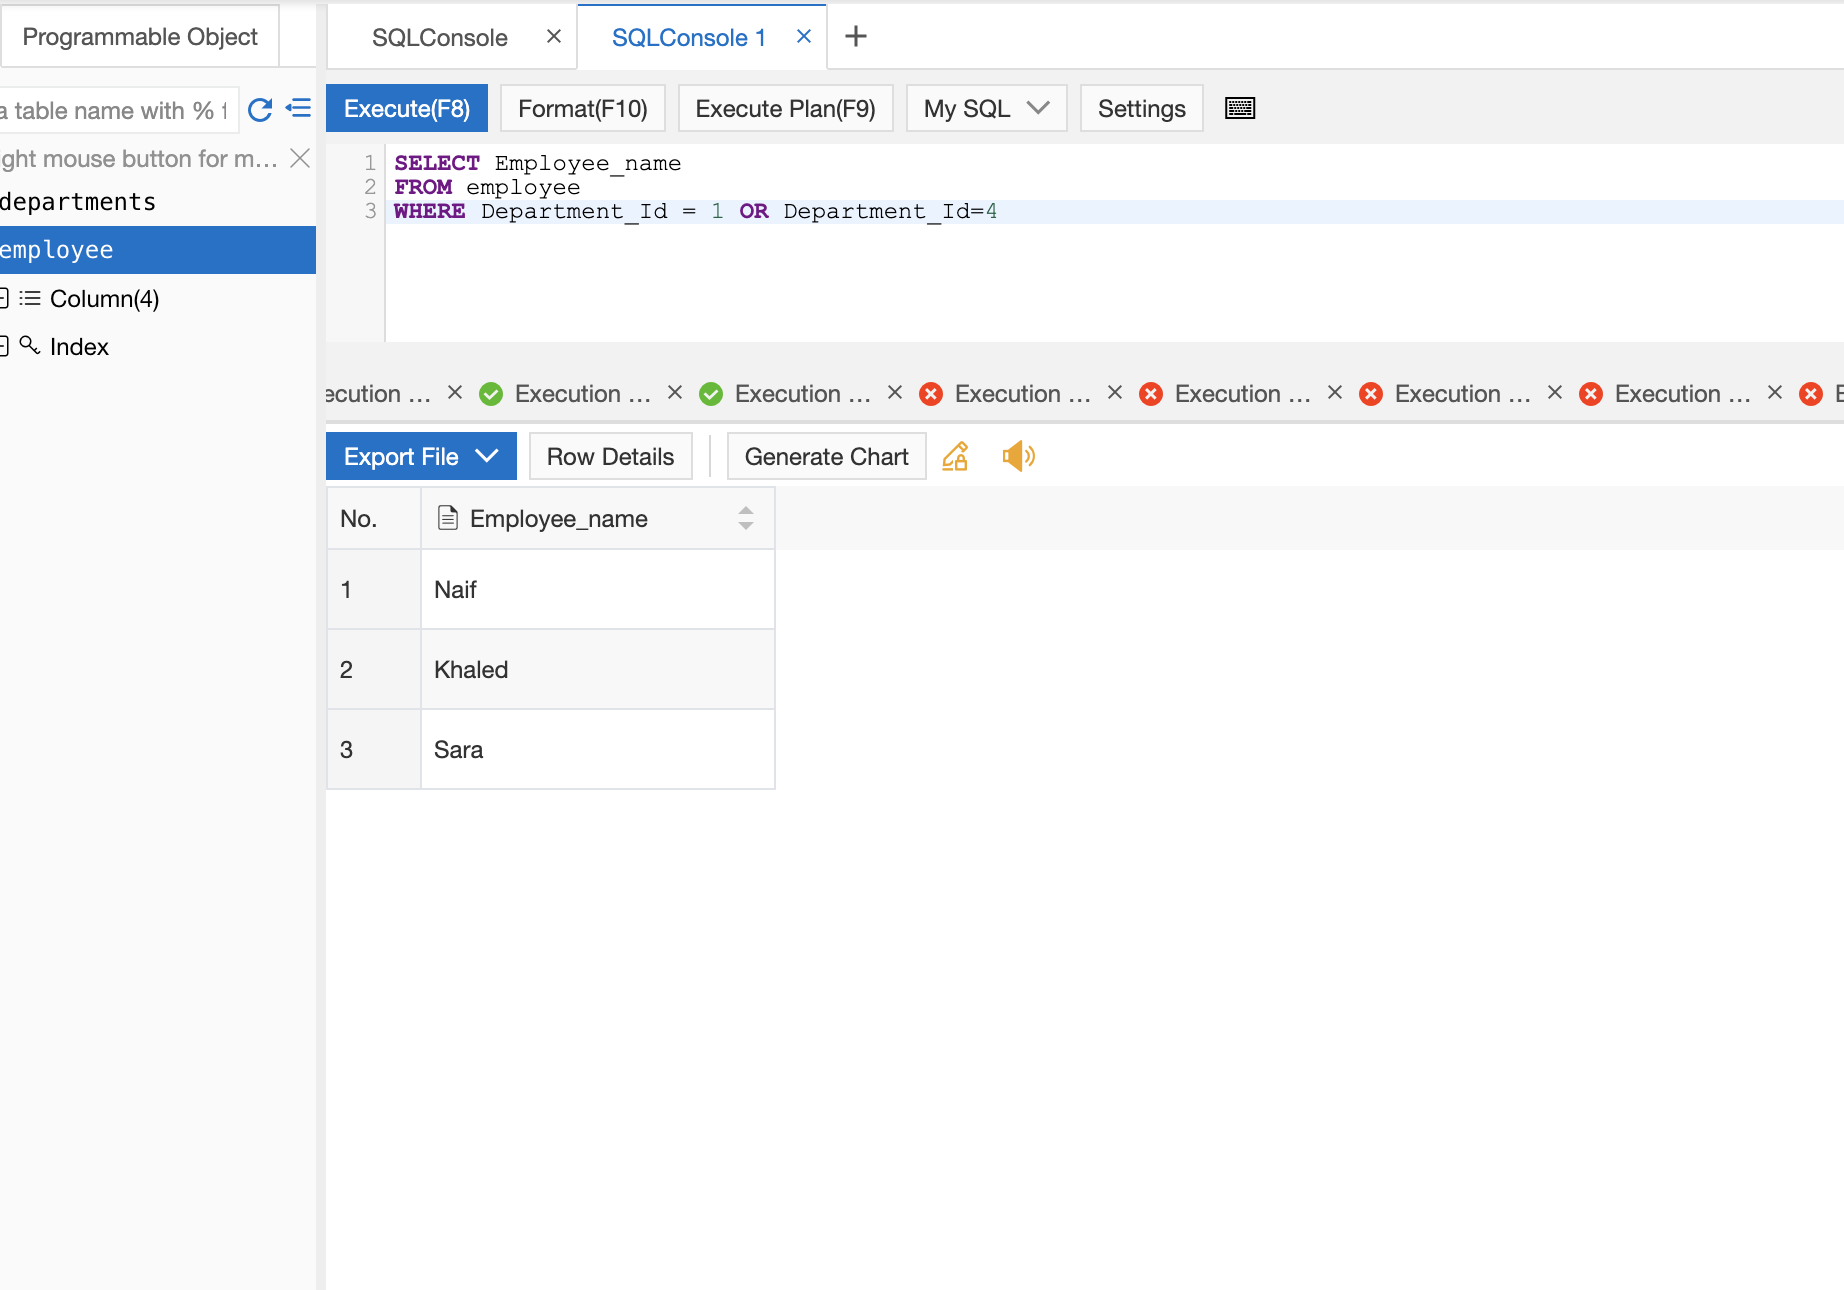 Programmable Object
SQLConsole
SQLConsole 1
a table name with %
Execute(F8)
Format(F10)
Execute Plan(F9)
My SQL
Settings
ght mouse button for m...
departments
employee
Column(4)
Index
1 SELECT Employee_name
2 FROM employee
3 WHERE Department_Id = 1 OR Department_Id=4
ecution ... Execution ... Execution ... Execution ... Execution ... Execution ... Execution ... E
Export File
Row Details
Generate Chart
No. Employee_name
1 Naif
2 Khaled
3 Sara